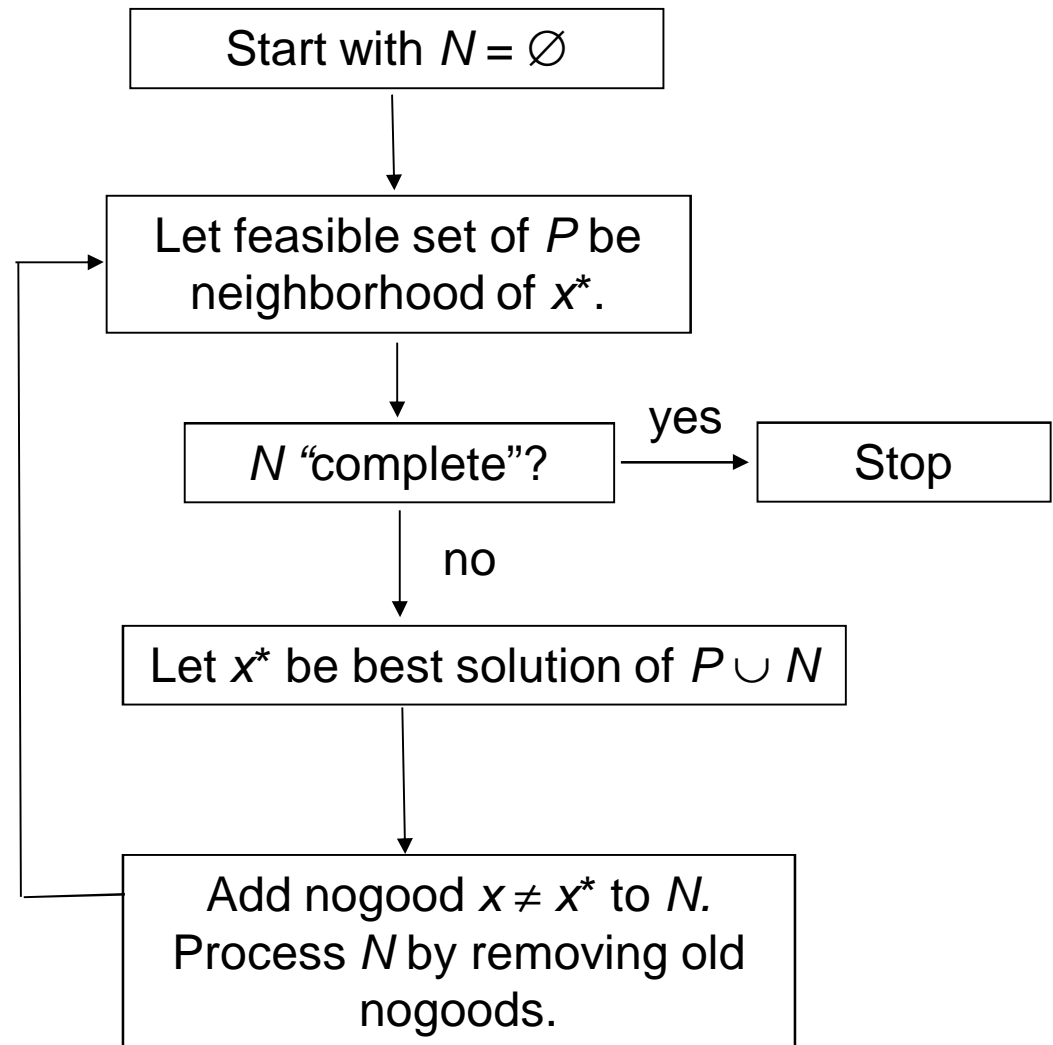 Start with N = ∅
Let feasible set of P be
neighborhood of x*.
N “complete”?
yes
Stop
no
Let x* be best solution of P ∪ N
Add nogood x ≠ x* to N.
Process N by removing old
nogoods.